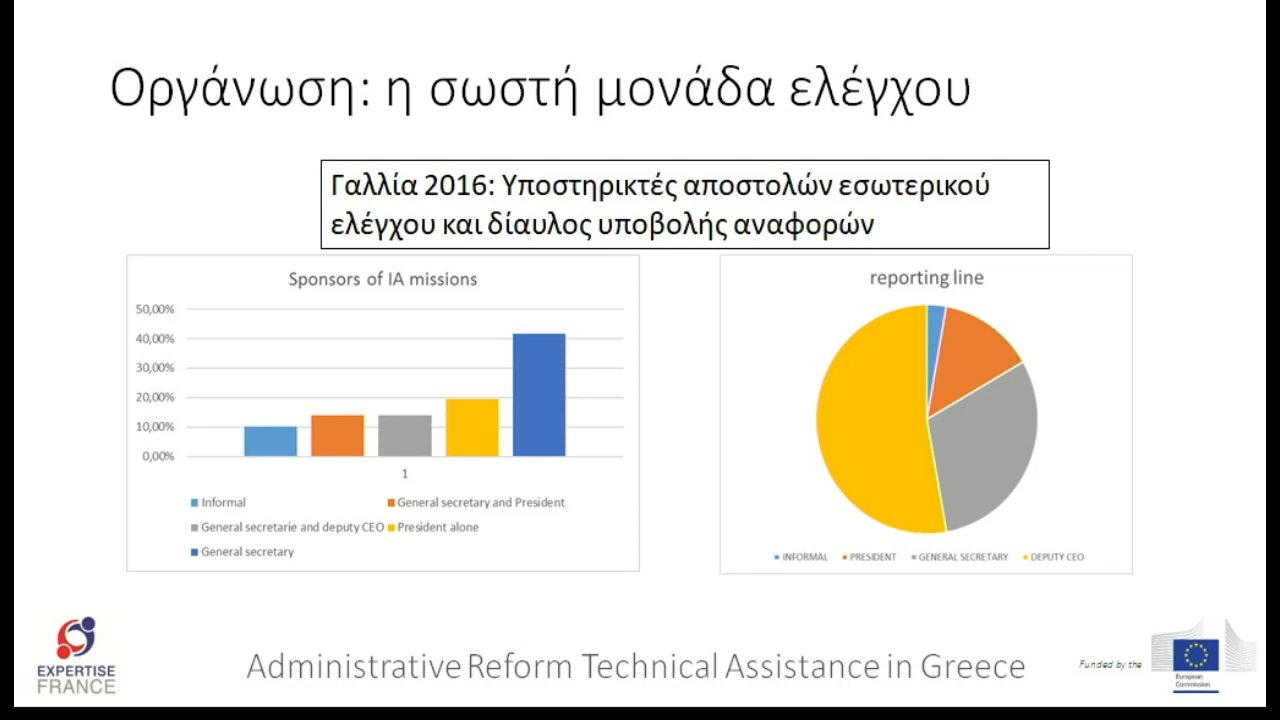 Οργάνωση: η σωστή μονάδα ελέγχου
Γαλλία 2016: Υποστηρικτές αποστολών εσωτερικού
ελέγχου και δίαυλος υποβολής αναφορών
Sponsors of IA missions
50,00%
40,00%
30,00%
20,00%
10,00%
0,00%
1
Informal
General secretary and President
General secretarie and deputy CEO
President alone
General secretary
reporting line
INFORMAL
PRESIDENT
GENERAL SECRETARY
DEPUTY CEO
EXPERTISE
FRANCE
Administrative Reform Technical Assistance in Greece
Funded by the
European
Commission